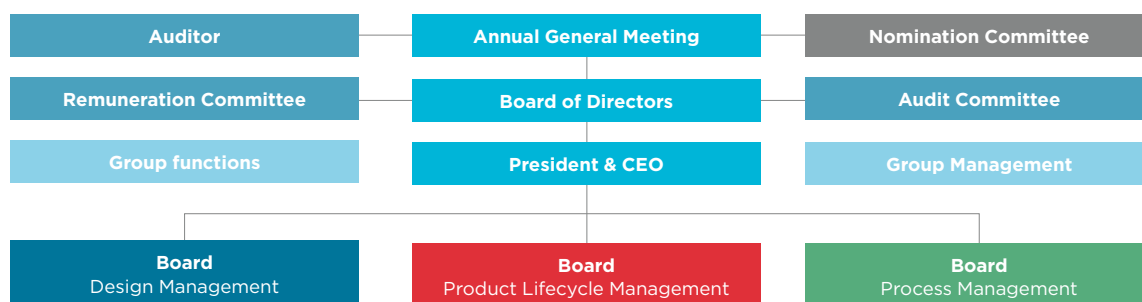 Auditor
Annual General Meeting
Nomination Committee
Remuneration Committee
Board of Directors
Audit Committee
Group functions
President & CEO
Group Management
Board
Design Management
Board
Product Lifecycle Management
Board
Process Management